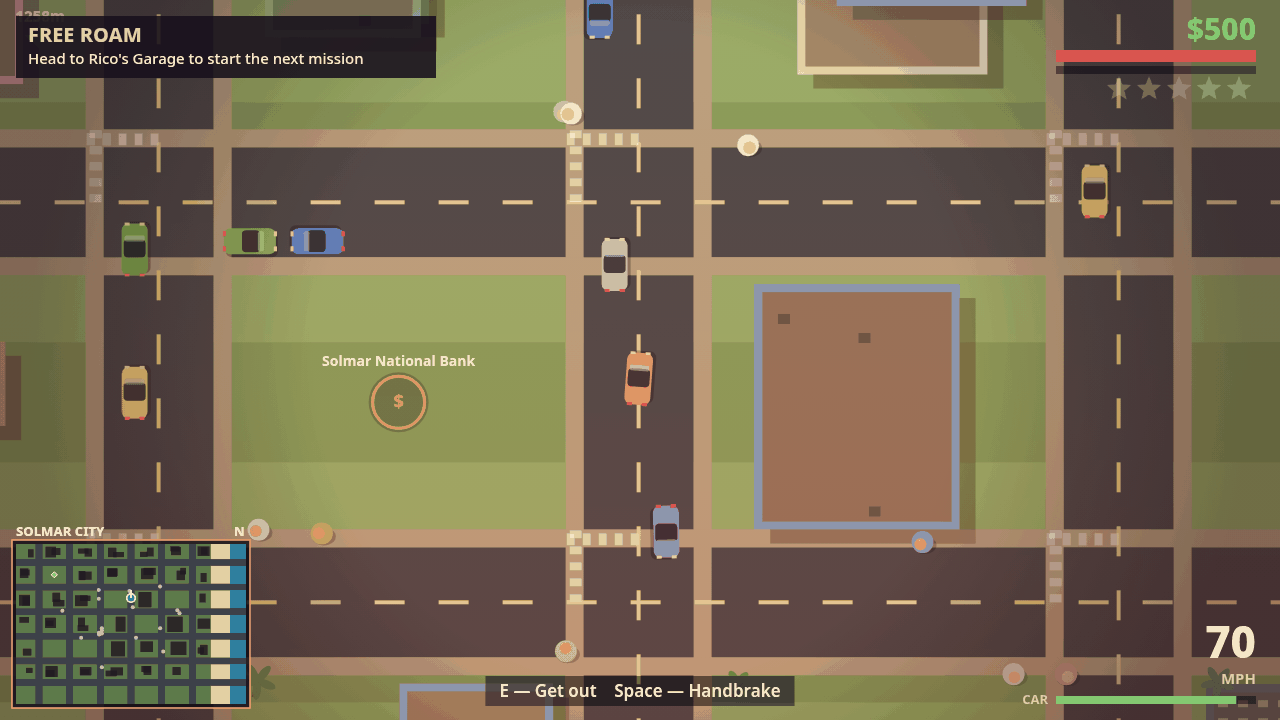 1258m
FREE ROAM
Head to Rico's Garage to start the next mission
$500
Solmar National Bank
$
SOLMAR CITY
N
E — Get out Space — Handbrake
70
MPH
CAR